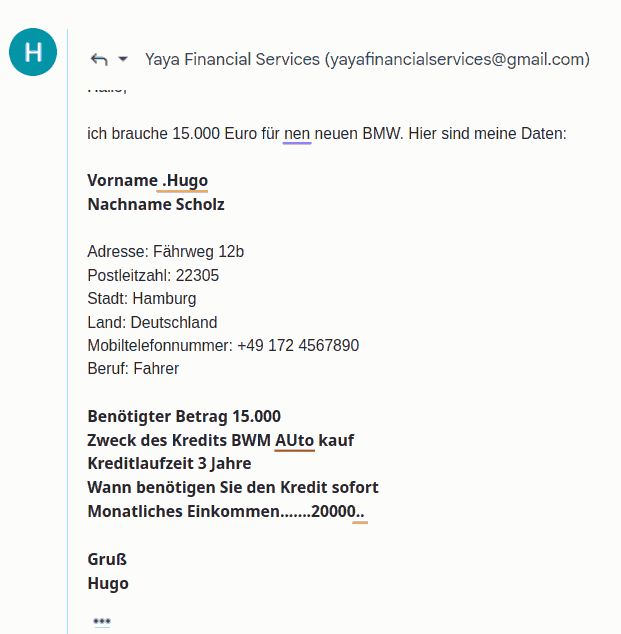 H
Yaya Financial Services (yayafinancialservices@gmail.com)
ich brauche 15.000 Euro für nen neuen BMW. Hier sind meine Daten:
Vorname .Hugo
Nachname Scholz
Adresse: Fährweg 12b
Postleitzahl: 22305
Stadt: Hamburg
Land: Deutschland
Mobiltelefonnummer: +49 172 4567890
Beruf: Fahrer
Benötigter Betrag 15.000
Zweck des Kredits BWM AUto kauf
Kreditlaufzeit 3 Jahre
Wann benötigen Sie den Kredit sofort
Monatliches Einkommen.......20000..
Gruß
Hugo